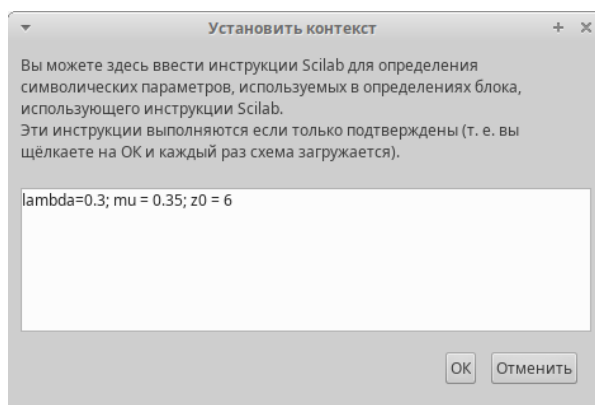 Установить контекст
Вы можете здесь ввести инструкции Scilab для определения
символических параметров, используемых в определениях блока,
использующего инструкции Scilab.
Эти инструкции выполняются если только подтверждены (т. е. вы
щёлкаете на ОК и каждый раз схема загружается).
lambda=0.3; mu = 0.35; z0 = 6
ОК Отменить